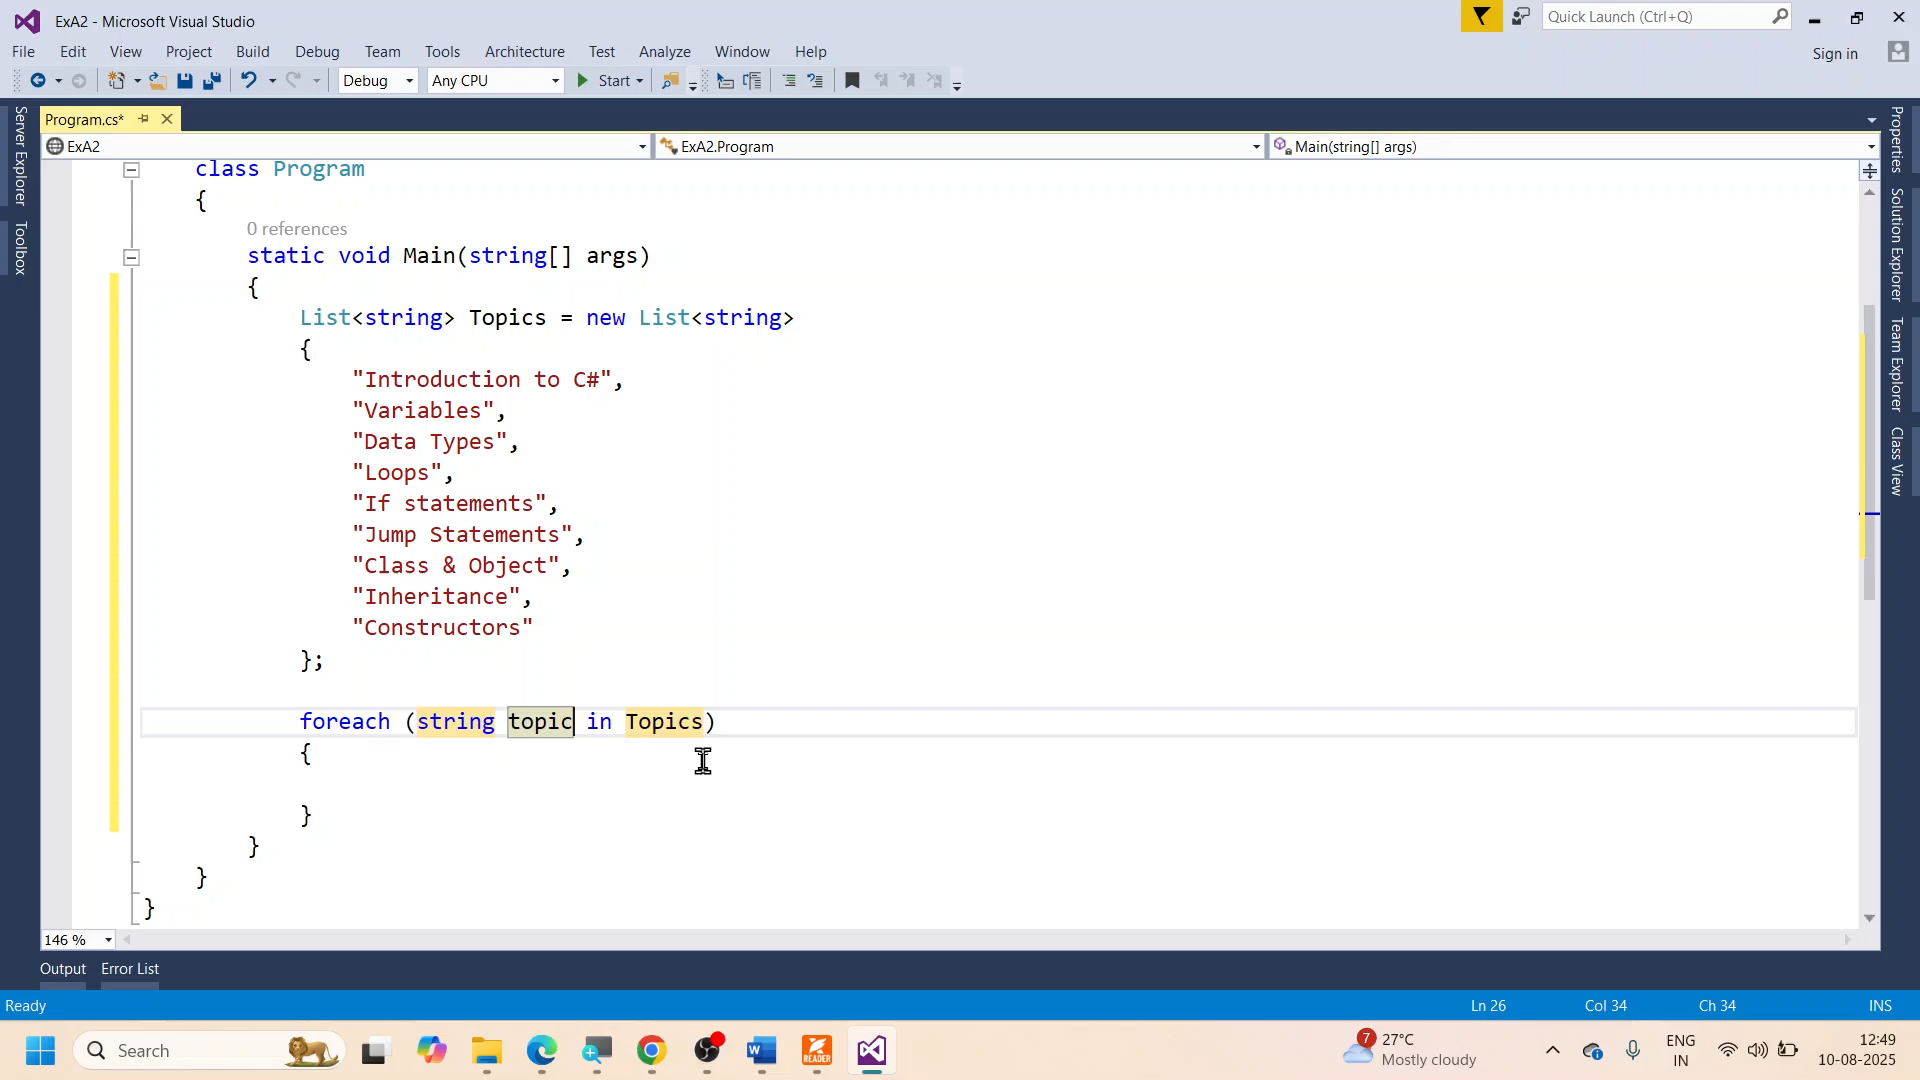 ExA2 - Microsoft Visual Studio
Quick Launch (Ctrl+Q)
File Edit View Project Build Debug Team Tools Architecture Test Analyze Window Help
Sign in
Debug Any CPU Start
Server Explorer
Toolbox
Program.cs*
ExA2 ExA2.Program Main(string[] args)
class Program
{
0 references
static void Main(string[] args)
{
List<string> Topics = new List<string>
{
"Introduction to C#",
"Variables",
"Data Types",
"Loops",
"If statements",
"Jump Statements",
"Class & Object",
"Inheritance",
"Constructors"
};
foreach (string topic in Topics)
{
}
}
}
}
Properties
Solution Explorer
Team Explorer
Class View
146 %
Output Error List
Ready Ln 26 Col 34 Ch 34 INS
Search
READER
7
27°C
Mostly cloudy
ENG
IN
12:49
10-08-2025